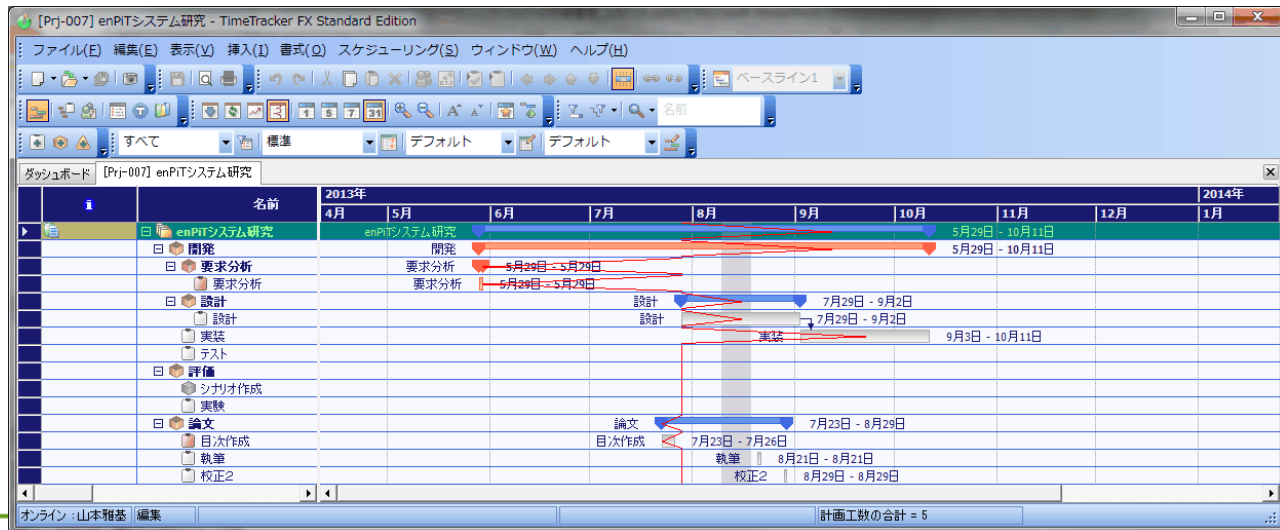 [Prj-007] enPiTシステム研究 - TimeTracker FX Standard Edition
ファイル(F) 編集(E) 表示(V) 挿入(I) 書式(O) スケジューリング(S) ウィンドウ(W) ヘルプ(H)
ベースライン1
1 5 7 31 A A 名前
すべて 標準 デフォルト デフォルト
ダッシュボード [Prj-007] enPiTシステム研究
名前 2013年 2014年
4月 5月 6月 7月 8月 9月 10月 11月 12月 1月
enPiTシステム研究 enPiTシステム研究 5月29日 - 10月11日
開発 開発 5月29日 - 10月11日
要求分析 要求分析 5月29日 - 5月29日
要求分析 要求分析 5月29日 - 5月29日
設計 設計 7月29日 - 9月2日
設計 設計 7月29日 - 9月2日
実装 実装 9月3日 - 10月11日
テスト
評価
シナリオ作成
実験
論文 論文 7月23日 - 8月29日
目次作成 目次作成 7月23日 - 7月26日
執筆 執筆 8月21日 - 8月21日
校正2 校正2 8月29日 - 8月29日
オンライン : 山本雅基 編集 計画工数の合計 = 5